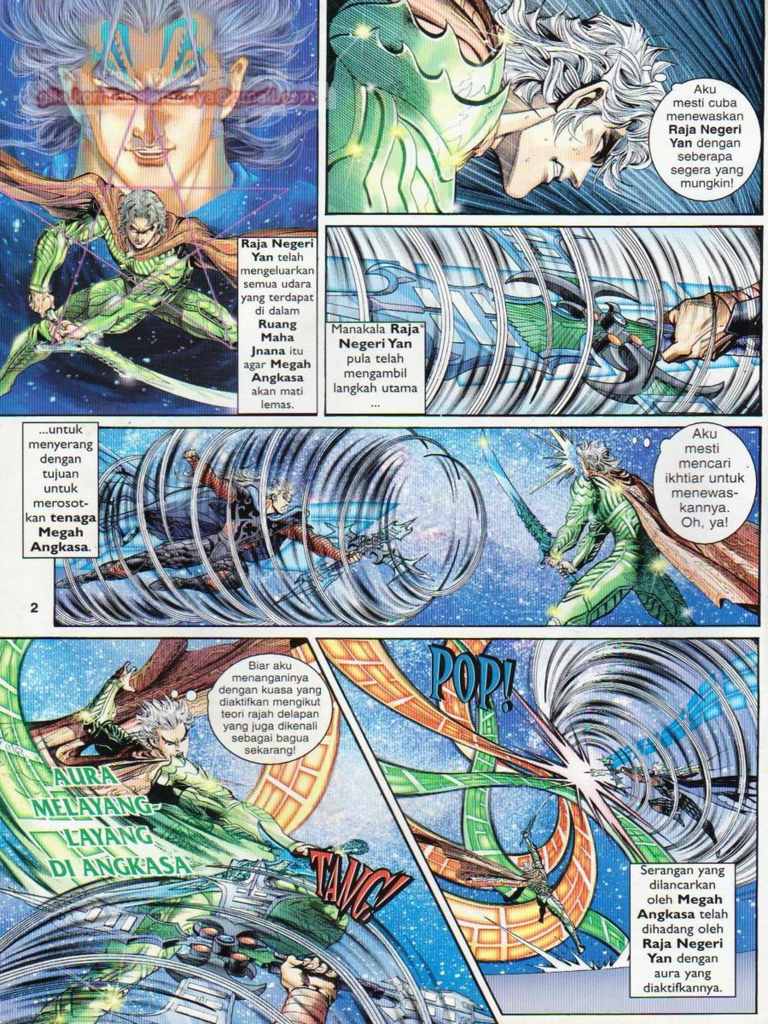 Raja Negeri
Yan telah
mengeluarkan
semua udara
yang terdapat
di dalam
Ruang
Maha
Jnana itu
agar Megah
Angkasa
akan mati
lemas.
Aku
mesti cuba
menewaskan
Raja Negeri
Yan dengan
seberapa
segera yang
mungkin!
Manakala Raja
Negeri Yan
pula telah
mengambil
langkah utama
...
...untuk
menyerang
dengan
tujuan
untuk
merosot-
kan tenaga
Megah
Angkasa.
Aku
mesti
mencari
ikhtiar untuk
menewas-
kannya.
Oh, ya!
2
Biar aku
menanganinya
dengan kuasa yang
diaktifkan mengikut
teori rajah delapan
yang juga dikenali
sebagai bagua
sekarang!
AURA
MELAYANG-
LAYANG
DI ANGKASA
TANG!
POP!
Serangan yang
dilancarkan
oleh Megah
Angkasa telah
dihadang oleh
Raja Negeri
Yan dengan
aura yang
diaktifkannya.